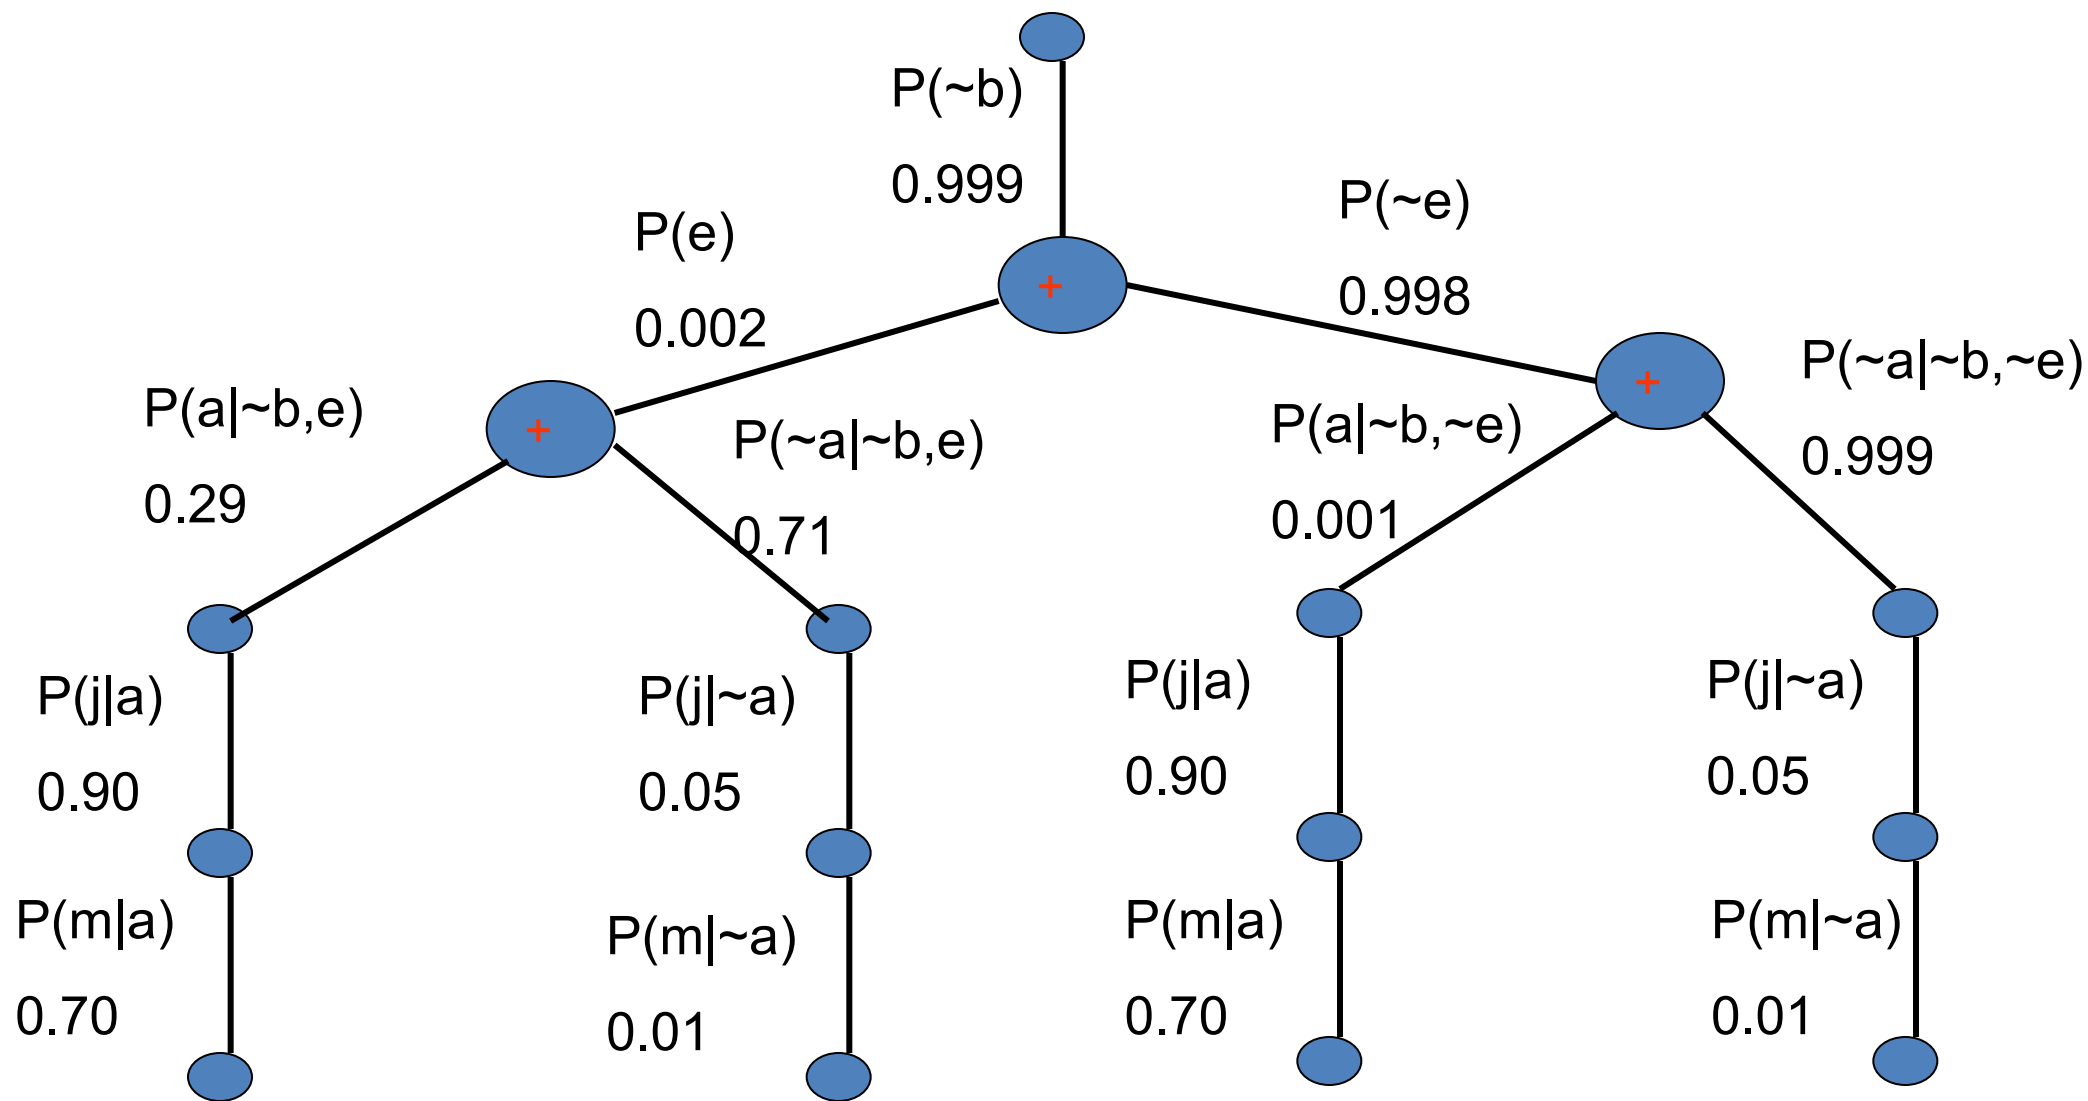 P(~b)
0.999
P(e)
0.002
+
P(~e)
0.998
P(a|~b,e)
0.29
+
P(~a|~b,e)
0.71
P(a|~b,~e)
0.001
+
P(~a|~b,~e)
0.999
P(j|a)
0.90
P(j|~a)
0.05
P(j|a)
0.90
P(j|~a)
0.05
P(m|a)
0.70
P(m|~a)
0.01
P(m|a)
0.70
P(m|~a)
0.01